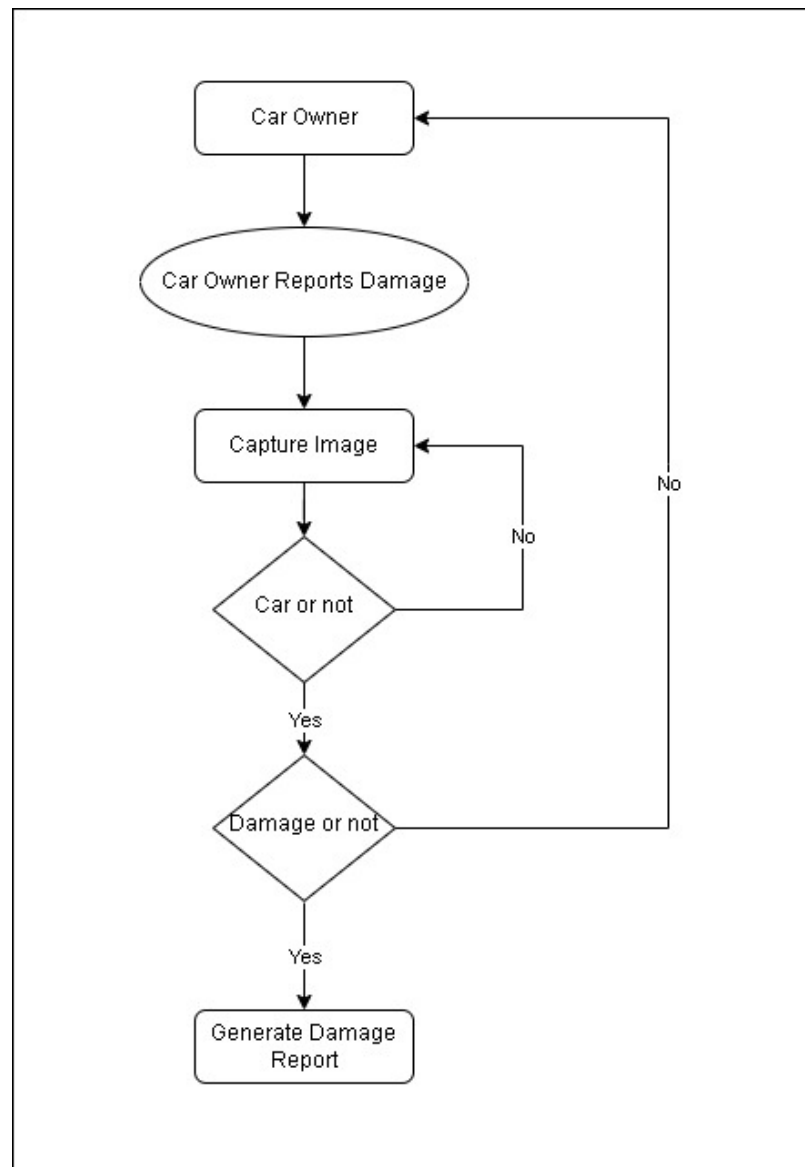 Car Owner
Car Owner Reports Damage
Capture Image
No
No
Car or not
Yes
Damage or not
Yes
Generate Damage
Report